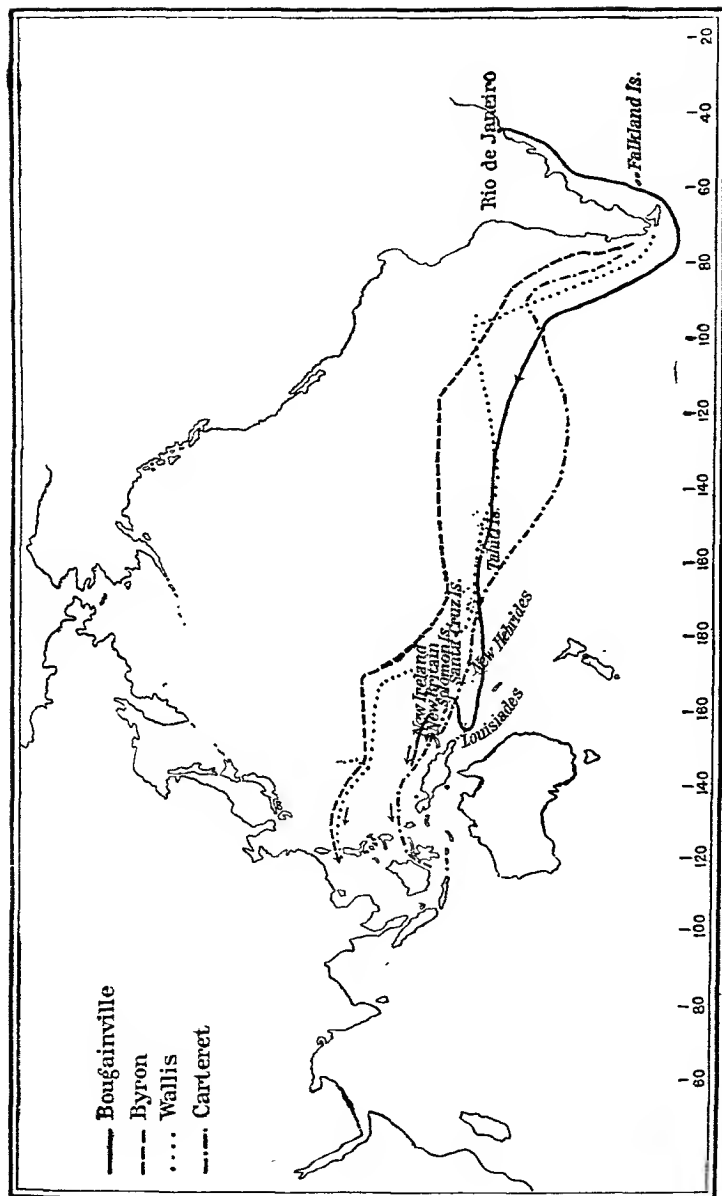 Bougainville
Byron
Wallis
Carteret
Rio de Janeiro
Falkland Is.
Tahiti Is.
New Ireland
New Britain
Solomon Is.
Santa Cruz Is.
New Hebrides
Louisiades
60
80
100
120
140
160
180
160
140
120
100
80
60
40
20